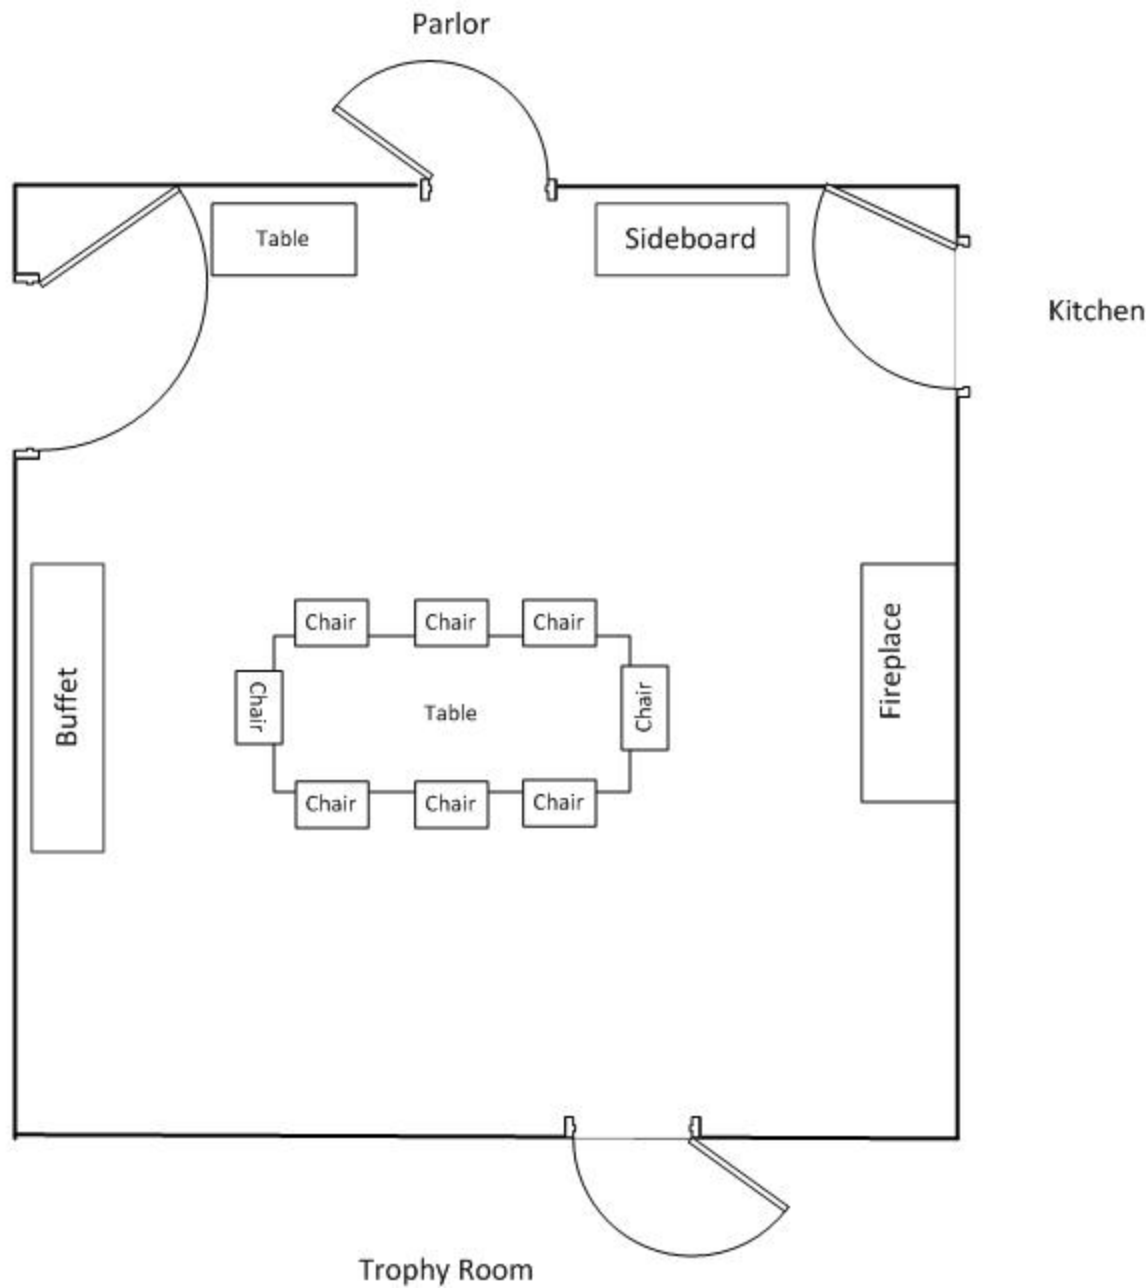 Parlor
Table
Sideboard
Kitchen
Chair
Chair
Chair
Buffet
Chair
Table
Chair
Fireplace
Chair
Chair
Chair
Trophy Room